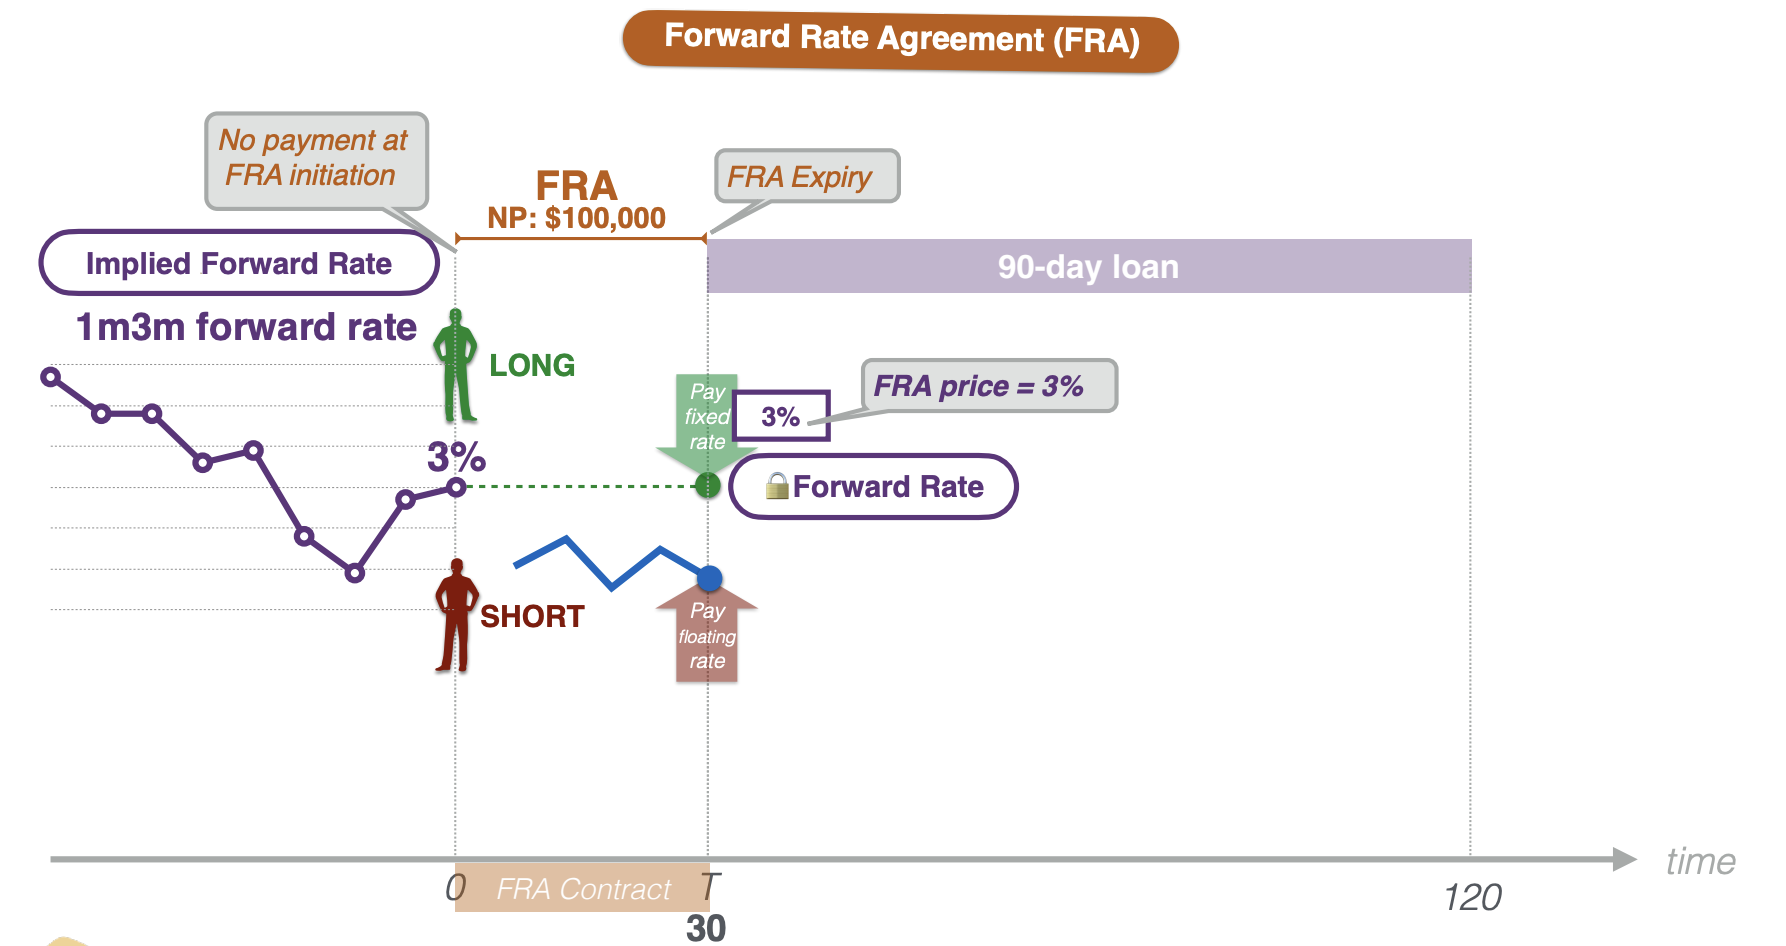 Forward Rate Agreement (FRA)
No payment at
FRA initiation
FRA
NP: $100,000
FRA Expiry
Implied Forward Rate
90-day loan
1m3m forward rate
LONG
Pay
fixed
rate
3%
FRA price = 3%
3%
Forward Rate
SHORT
Pay
floating
rate
time
0
FRA Contract
T
30
120